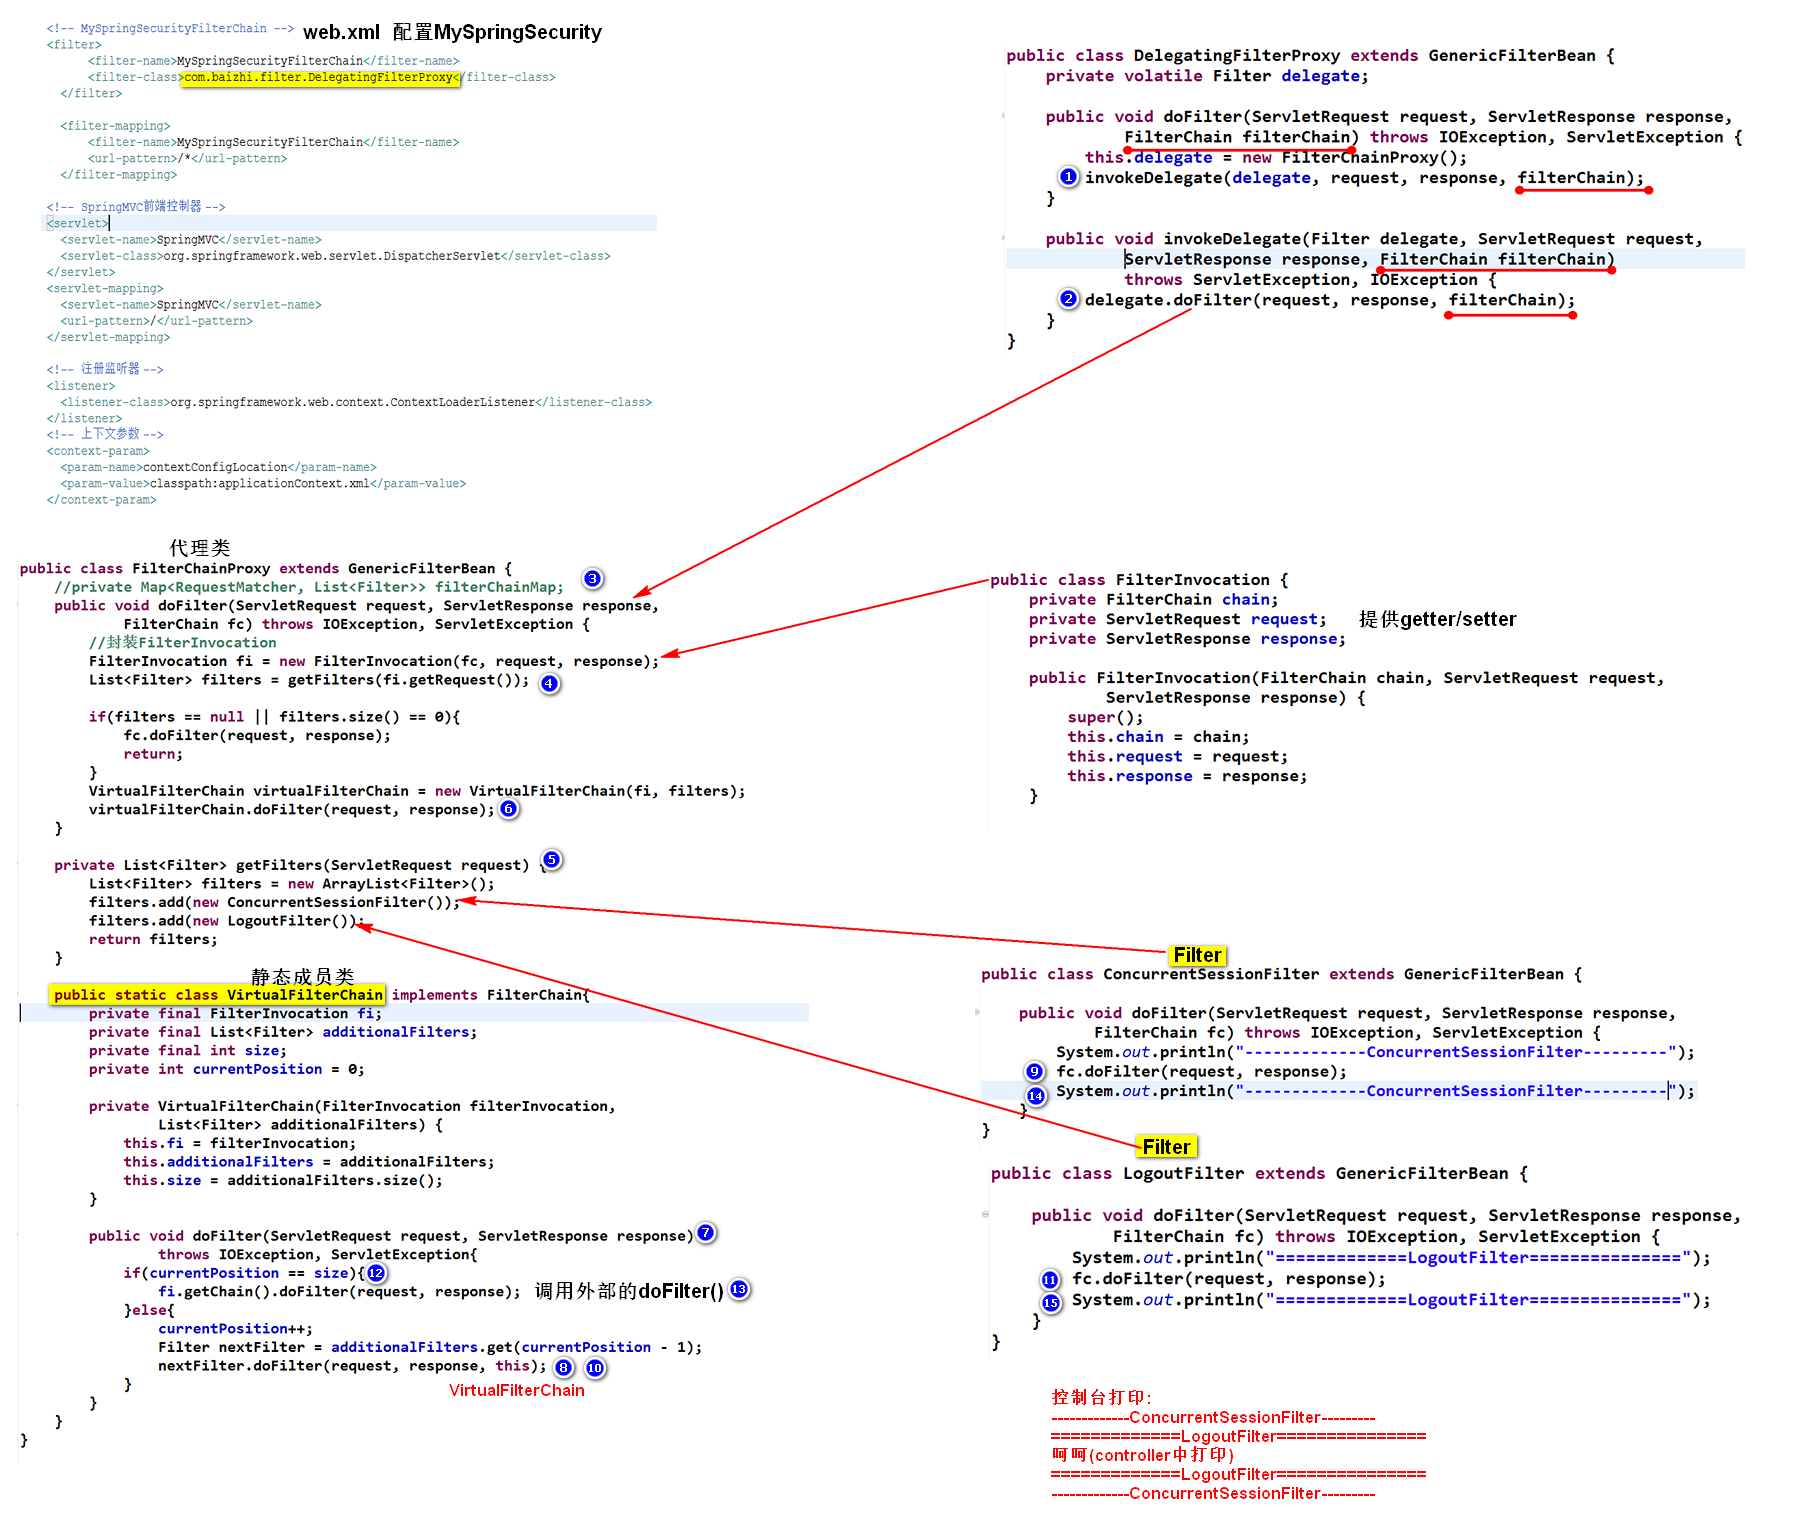 <!-- MySpringSecurityFilterChain --> web.xml 配置MySpringSecurity
<filter>
<filter-name>MySpringSecurityFilterChain</filter-name>
<filter-class>com.baizhi.filter.DelegatingFilterProxy</filter-class>
</filter>
<filter-mapping>
<filter-name>MySpringSecurityFilterChain</filter-name>
<url-pattern>/*</url-pattern>
</filter-mapping>
<!-- SpringMVC前端控制器 -->
<servlet>
<servlet-name>SpringMVC</servlet-name>
<servlet-class>org.springframework.web.servlet.DispatcherServlet</servlet-class>
</servlet>
<servlet-mapping>
<servlet-name>SpringMVC</servlet-name>
<url-pattern>/</url-pattern>
</servlet-mapping>
<!-- 注册监听器 -->
<listener>
<listener-class>org.springframework.web.context.ContextLoaderListener</listener-class>
</listener>
<!-- 上下文参数 -->
<context-param>
<param-name>contextConfigLocation</param-name>
<param-value>classpath:applicationContext.xml</param-value>
</context-param>
public class DelegatingFilterProxy extends GenericFilterBean {
private volatile Filter delegate;
public void doFilter(ServletRequest request, ServletResponse response,
FilterChain filterChain) throws IOException, ServletException {
this.delegate = new FilterChainProxy();
1 invokeDelegate(delegate, request, response, filterChain);
}
public void invokeDelegate(Filter delegate, ServletRequest request,
ServletResponse response, FilterChain filterChain)
throws ServletException, IOException {
2 delegate.doFilter(request, response, filterChain);
}
}
代理类
public class FilterChainProxy extends GenericFilterBean {
//private Map<RequestMatcher, List<Filter>> filterChainMap; 3
public void doFilter(ServletRequest request, ServletResponse response,
FilterChain fc) throws IOException, ServletException {
//封装FilterInvocation
FilterInvocation fi = new FilterInvocation(fc, request, response);
List<Filter> filters = getFilters(fi.getRequest()); 4
if(filters == null || filters.size() == 0){
fc.doFilter(request, response);
return;
}
VirtualFilterChain virtualFilterChain = new VirtualFilterChain(fi, filters);
virtualFilterChain.doFilter(request, response); 6
}
private List<Filter> getFilters(ServletRequest request) { 5
List<Filter> filters = new ArrayList<Filter>();
filters.add(new ConcurrentSessionFilter());
filters.add(new LogoutFilter());
return filters;
}
静态成员类
public static class VirtualFilterChain implements FilterChain{
private final FilterInvocation fi;
private final List<Filter> additionalFilters;
private final int size;
private int currentPosition = 0;
private VirtualFilterChain(FilterInvocation filterInvocation,
List<Filter> additionalFilters) {
this.fi = filterInvocation;
this.additionalFilters = additionalFilters;
this.size = additionalFilters.size();
}
public void doFilter(ServletRequest request, ServletResponse response) 7
throws IOException, ServletException{
if(currentPosition == size){ 12
fi.getChain().doFilter(request, response); 调用外部的doFilter() 13
}else{
currentPosition++;
Filter nextFilter = additionalFilters.get(currentPosition - 1);
nextFilter.doFilter(request, response, this); 8 10
} VirtualFilterChain
}
}
}
public class FilterInvocation {
private FilterChain chain;
private ServletRequest request; 提供getter/setter
private ServletResponse response;
public FilterInvocation(FilterChain chain, ServletRequest request,
ServletResponse response) {
super();
this.chain = chain;
this.request = request;
this.response = response;
}
Filter
public class ConcurrentSessionFilter extends GenericFilterBean {
public void doFilter(ServletRequest request, ServletResponse response,
FilterChain fc) throws IOException, ServletException {
System.out.println("-------------ConcurrentSessionFilter---------");
9 fc.doFilter(request, response);
14 System.out.println("-------------ConcurrentSessionFilter---------");
}
}
Filter
public class LogoutFilter extends GenericFilterBean {
public void doFilter(ServletRequest request, ServletResponse response,
FilterChain fc) throws IOException, ServletException {
System.out.println("=============LogoutFilter===============");
11 fc.doFilter(request, response);
15 System.out.println("=============LogoutFilter===============");
}
}
控制台打印:
-------------ConcurrentSessionFilter---------
=============LogoutFilter===============
呵呵(controller中打印)
=============LogoutFilter===============
-------------ConcurrentSessionFilter---------